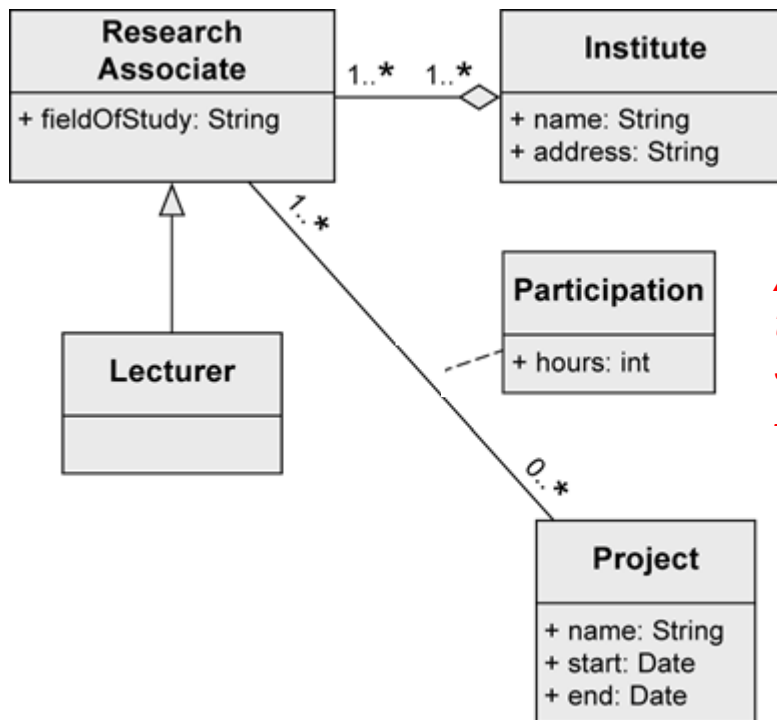 Research
Associate
+ fieldOfStudy: String
1..*
1..*
Institute
+ name: String
+ address: String
1..*
Participation
+ hours: int
Lecturer
0..*
Project
+ name: String
+ start: Date
+ end: Date